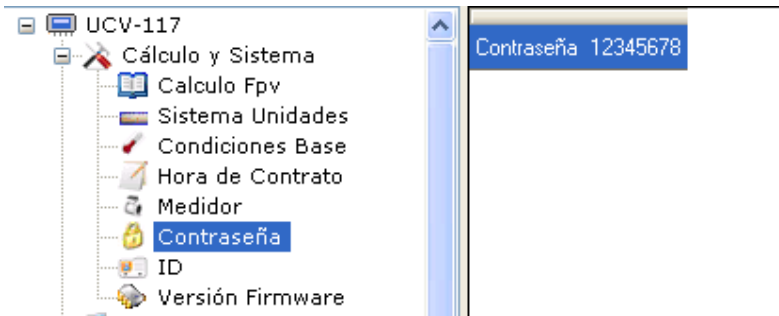 UCV-117
Cálculo y Sistema
Calculo Fpv
Sistema Unidades
Condiciones Base
Hora de Contrato
Medidor
Contraseña
ID
Versión Firmware
Contraseña 12345678